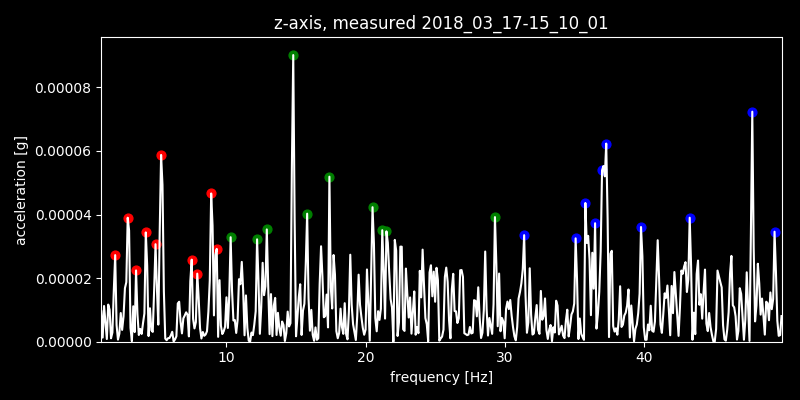 z-axis, measured 2018_03_17-15_10_01
0.00008
0.00006
0.00004
0.00002
0.00000
acceleration [g]
10 20 30 40
frequency [Hz]